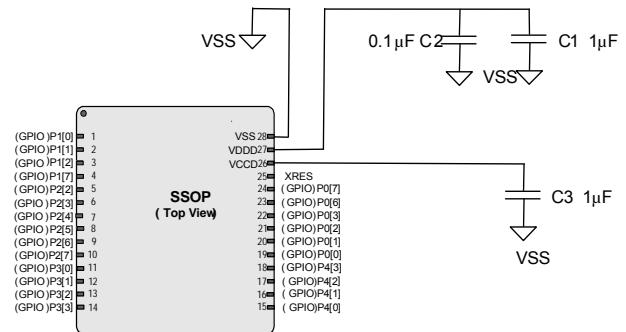 VSS
0.1µF C2
C1 1µF
VSS
(GPIO )P1[0] 1
(GPIO)P1[1] 2
(GPIO )P1[2] 3
(GPIO)P1[7] 4
(GPIO )P2[2] 5
(GPIO )P2[3] 6
(GPIO )P2[4] 7
(GPIO )P2[5] 8
(GPIO )P2[6] 9
(GPIO)P2[7] 10
(GPIO )P3[0] 11
(GPIO )P3[1] 12
(GPIO )P3[2] 13
(GPIO )P3[3] 14
SSOP
( Top View)
VSS 28
VDDD 27
VCCD 26
25 XRES
24 (GPIO) P0[7]
23 (GPIO)P0[6]
22 (GPIO)P0[3]
21 (GPIO)P0[2]
20 (GPIO)P0[1]
19 (GPIO)P0[0]
18 (GPIO)P4[3]
17 ( GPIO)P4[2]
16 ( GPIO)P4[1]
15 ( GPIO)P4[0]
C3 1µF
VSS